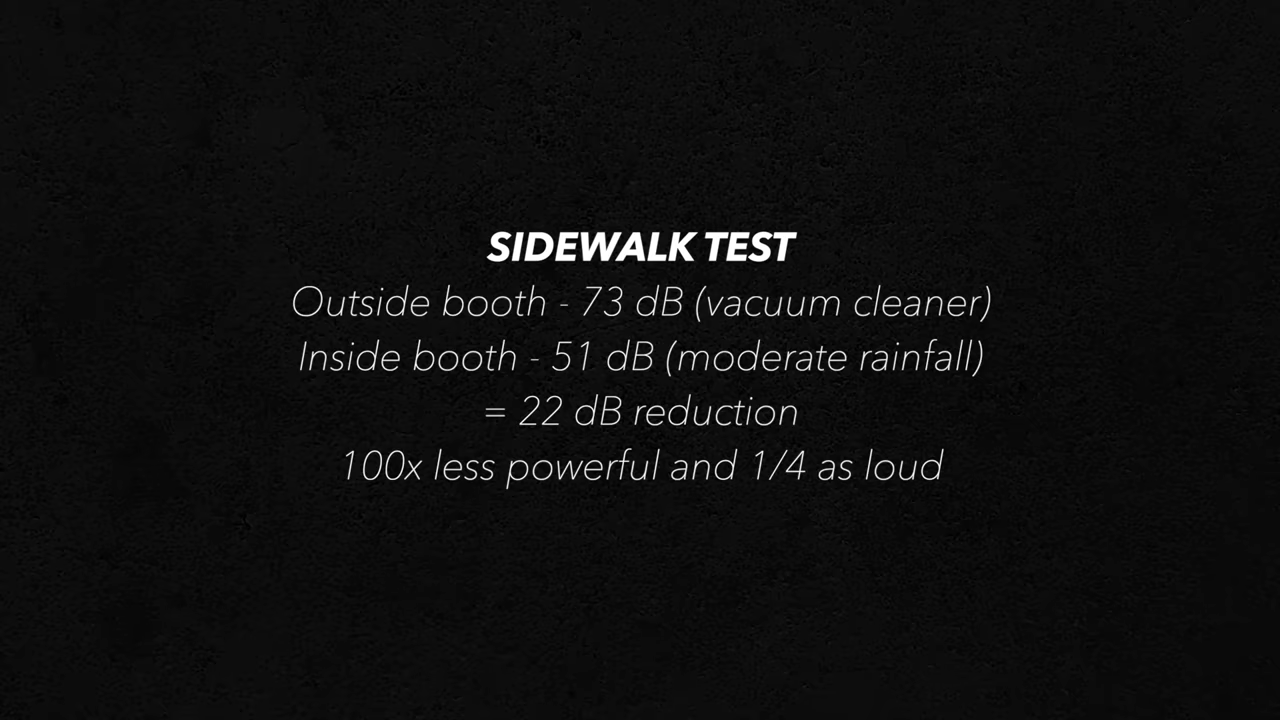 SIDEWALK TEST
Outside booth - 73 dB (vacuum cleaner)
Inside booth - 51 dB (moderate rainfall)
= 22 dB reduction
100x less powerful and 1/4 as loud